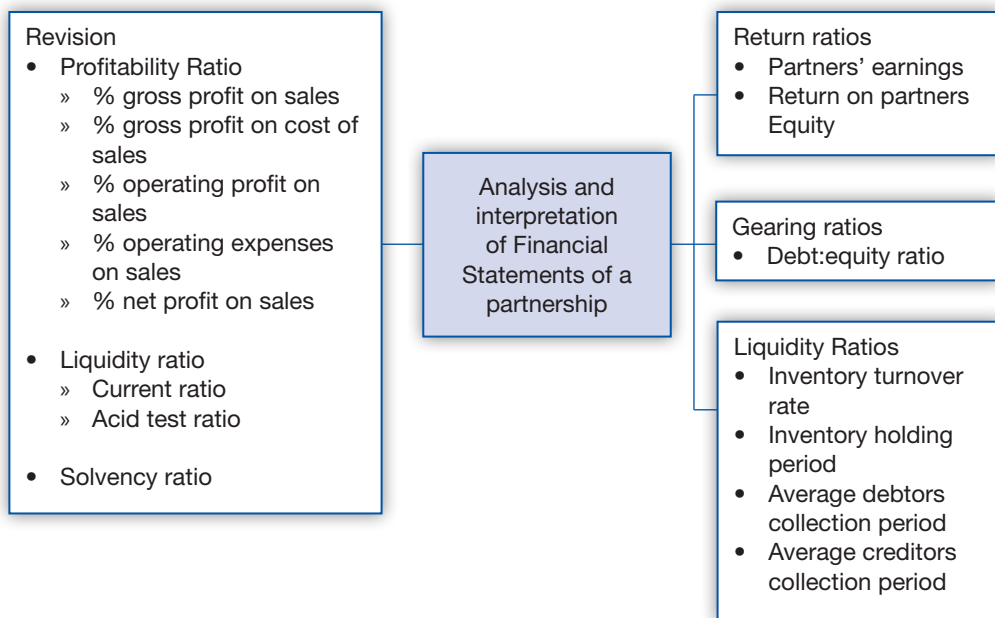 Revision
• Profitability Ratio
» % gross profit on sales
» % gross profit on cost of
sales
» % operating profit on
sales
» % operating expenses
on sales
» % net profit on sales
• Liquidity ratio
» Current ratio
» Acid test ratio
• Solvency ratio
Analysis and
interpretation
of Financial
Statements of a
partnership
Return ratios
• Partners’ earnings
• Return on partners
Equity
Gearing ratios
• Debt:equity ratio
Liquidity Ratios
• Inventory turnover
rate
• Inventory holding
period
• Average debtors
collection period
• Average creditors
collection period